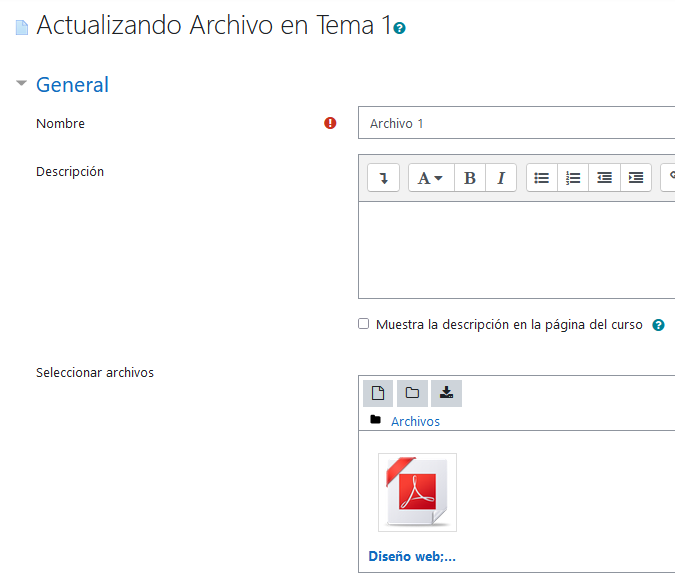 Actualizando Archivo en Tema 1
General
Nombre
Archivo 1
Descripción
A B I
Muestra la descripción en la página del curso
Seleccionar archivos
Archivos
Diseño web;...